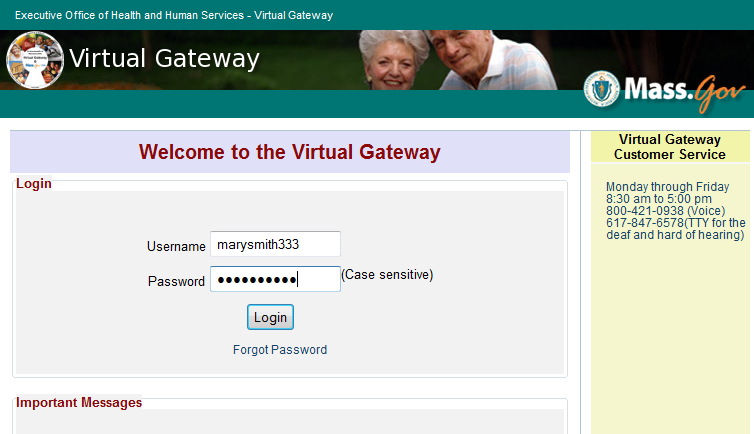 Executive Office of Health and Human Services - Virtual Gateway
Virtual Gateway
Mass.Gov
Welcome to the Virtual Gateway
Login
Username marysmith333
Password ●●●●●●●●●● (Case sensitive)
Login
Forgot Password
Important Messages
Virtual Gateway
Customer Service
Monday through Friday
8:30 am to 5:00 pm
800-421-0938 (Voice)
617-847-6578(TTY for the
deaf and hard of hearing)